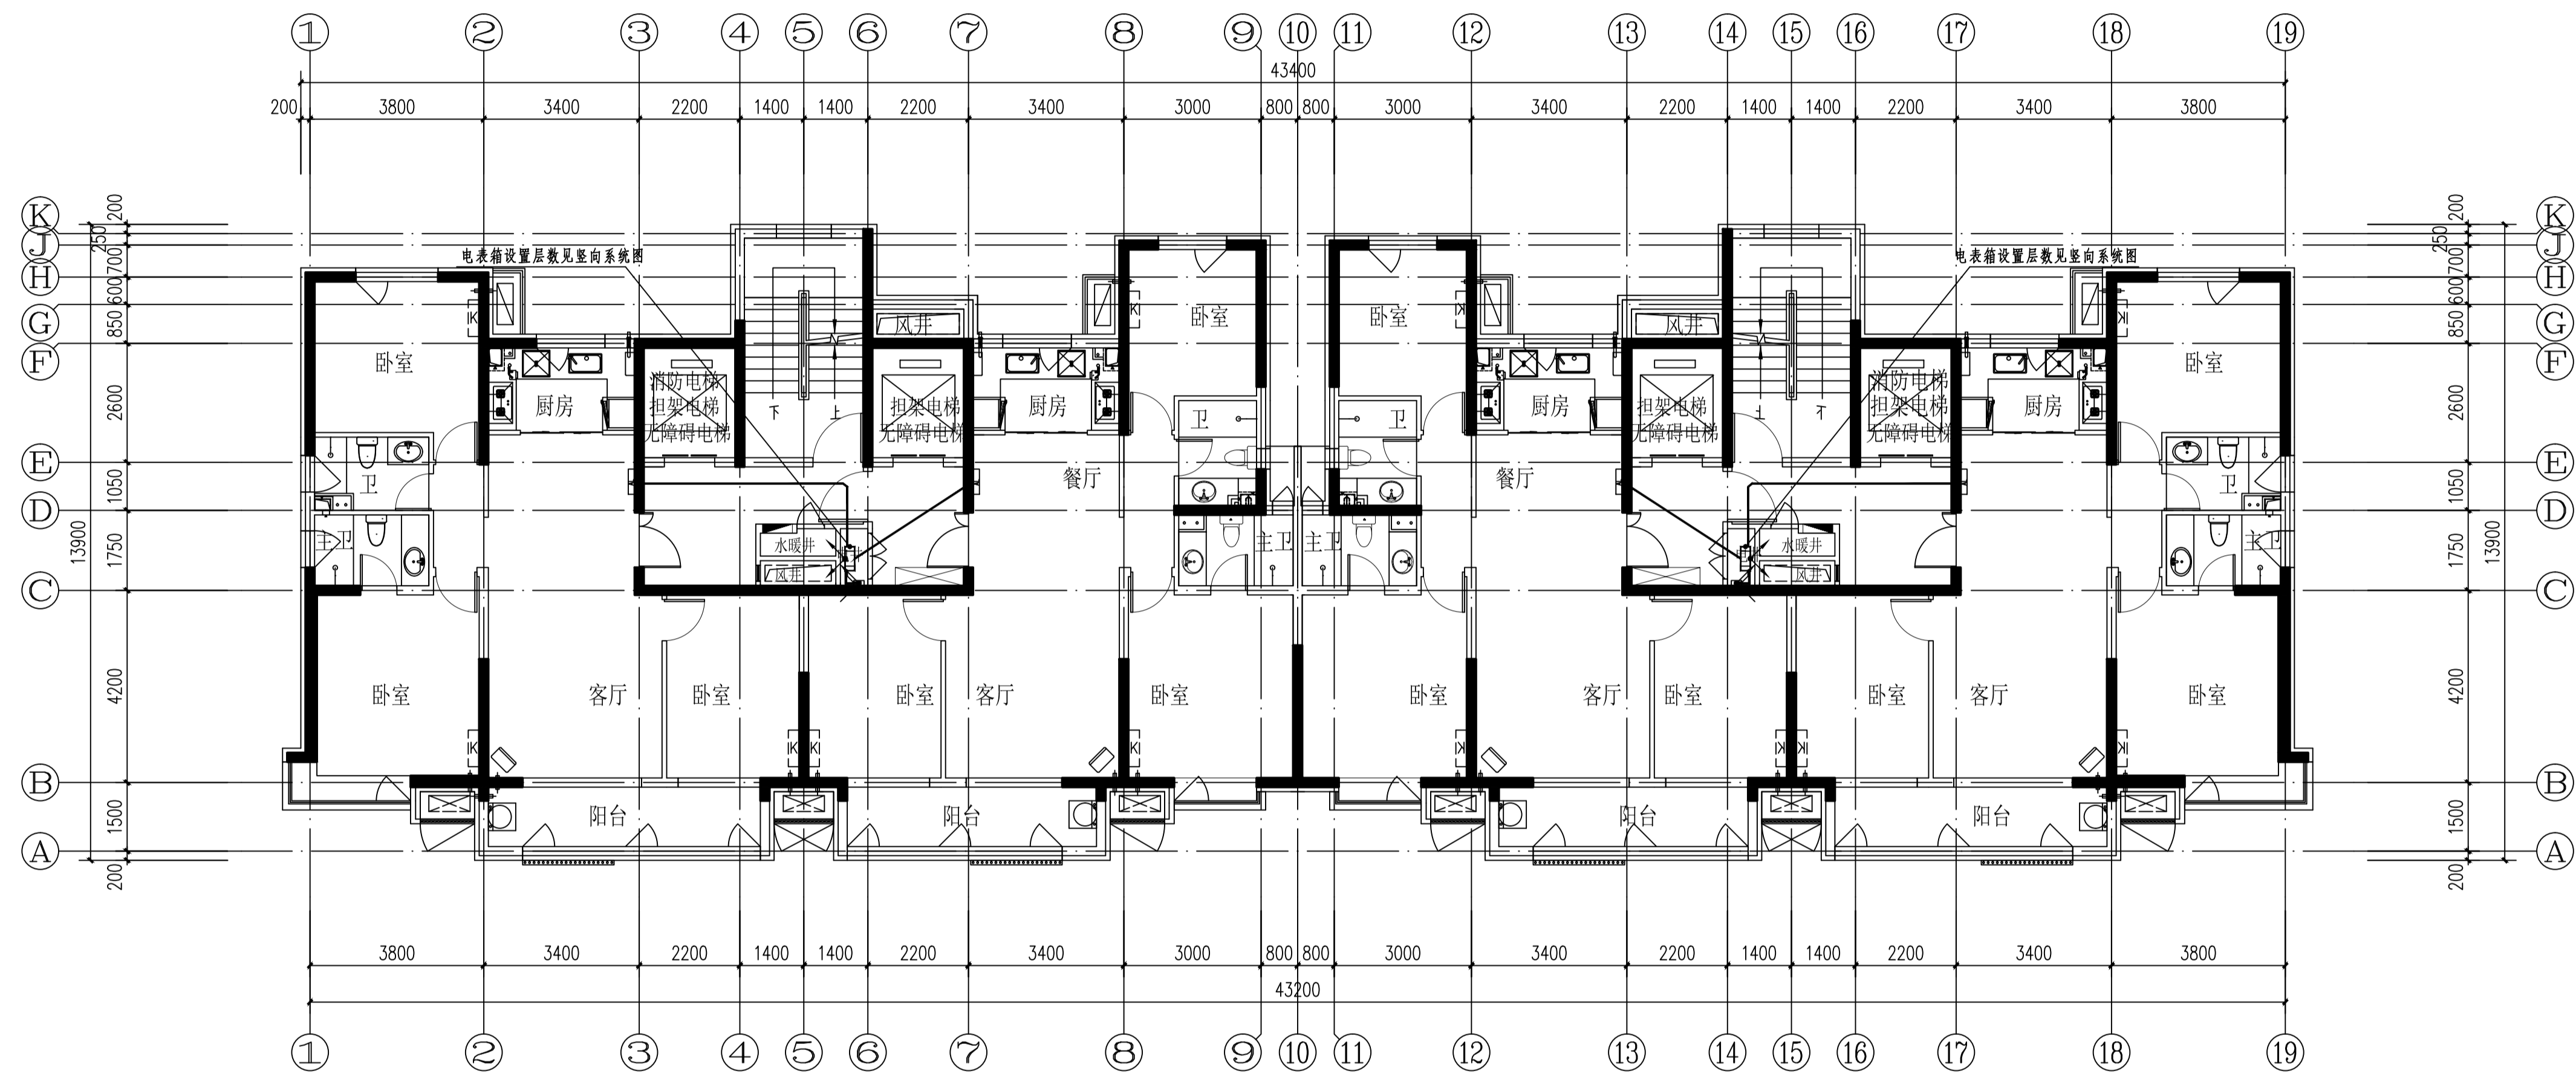 1 2 3 4 5 6 7 8 9 10 11 12 13 14 15 16 17 18 19
43400
200 3800 3400 2200 1400 1400 2200 3400 3000 800 800 3000 3400 2200 1400 1400 2200 3400 3800
K 200 200 K
J 250 250 J
电表箱设置层数见竖向系统图 电表箱设置层数见竖向系统图
H 700 700 H
600 600
G 风井 卧室 卧室 风井 G
850 K K K K 850
F 卧室 卧室 F
消防电梯 消防电梯
2600 厨房 担架电梯 下 上 担架电梯 厨房 卫 卫 厨房 担架电梯 上 下 担架电梯 厨房 2600
无障碍电梯 无障碍电梯 无障碍电梯 无障碍电梯
E E
1050 卫 餐厅 餐厅 卫 1050
D D
13900 1750 主卫 水暖井 主卫 主卫 水暖井 主卫 1750 13900
风井 风井
C C
4200 卧室 客厅 卧室 卧室 客厅 卧室 卧室 客厅 卧室 卧室 客厅 卧室 4200
K K K K K K K K
B B
1500 阳台 阳台 阳台 阳台 1500
A A
200 200
3800 3400 2200 1400 1400 2200 3400 3000 800 800 3000 3400 2200 1400 1400 2200 3400 3800
43200
1 2 3 4 5 6 7 8 9 10 11 12 13 14 15 16 17 18 19